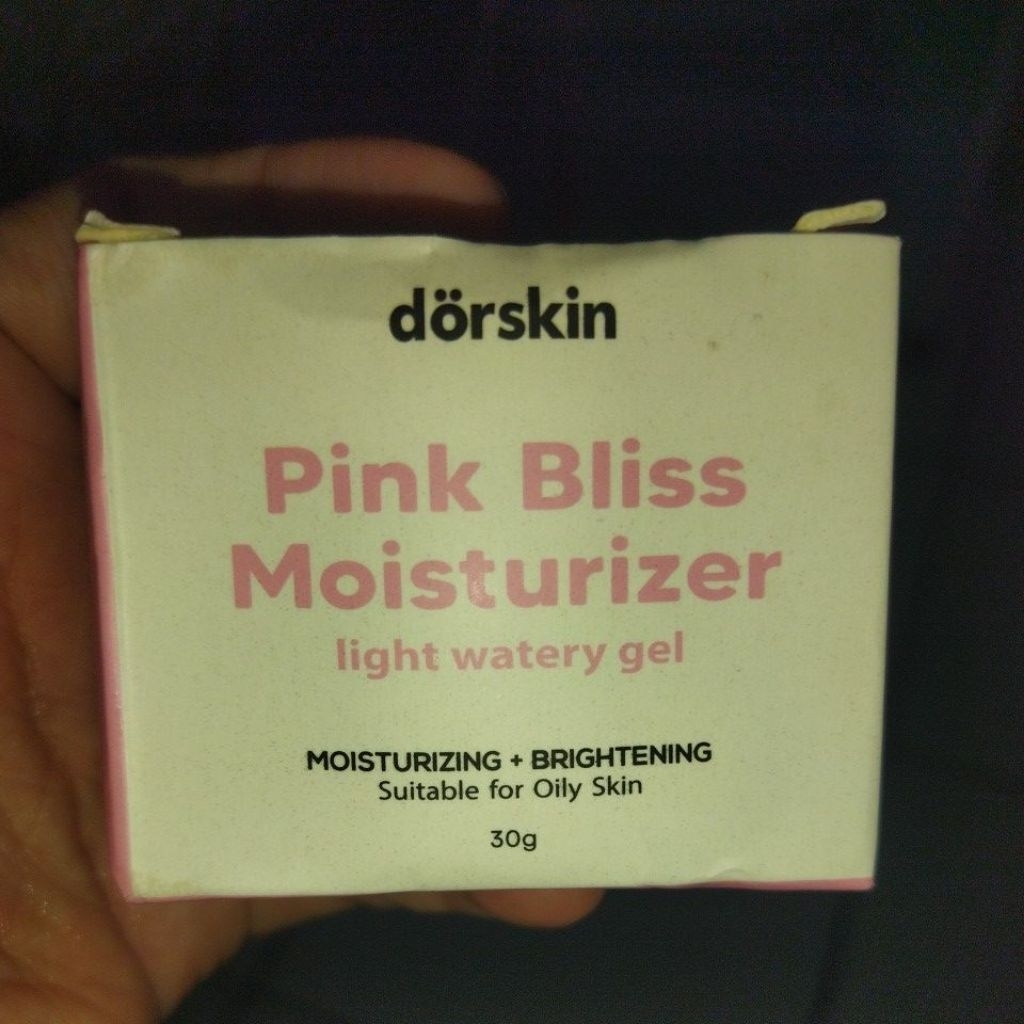 dörskin
Pink Bliss
Moisturizer
light watery gel
MOISTURIZING + BRIGHTENING
Suitable for Oily Skin
30g